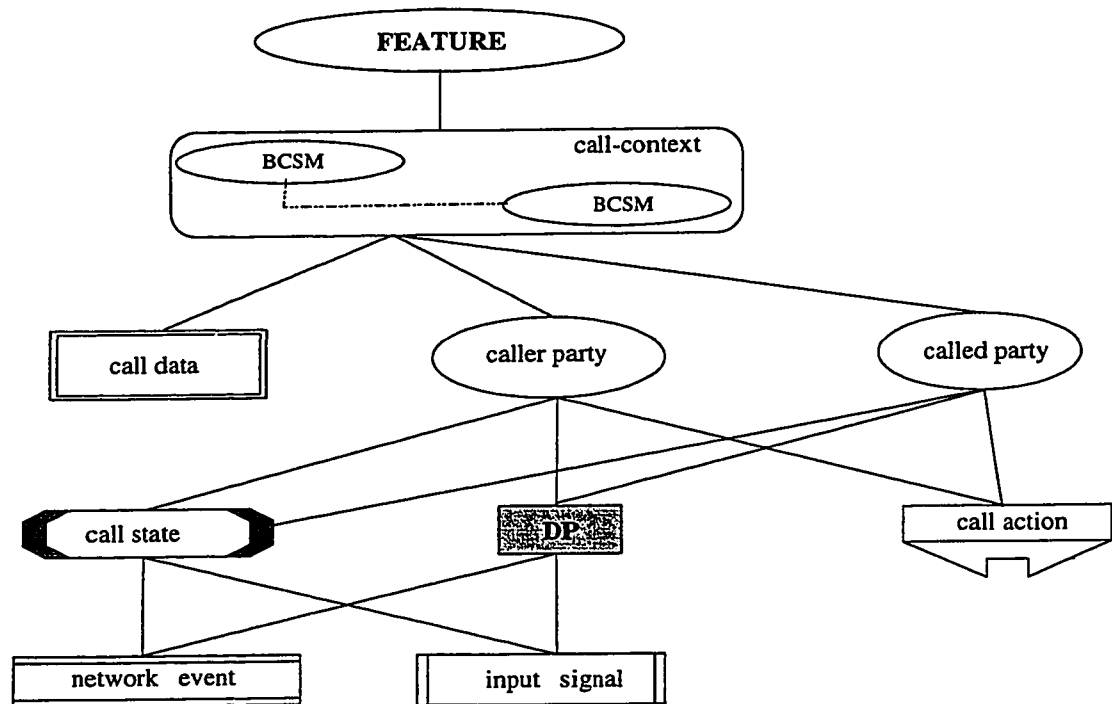 FEATURE
call-context
BCSM
BCSM
call data
caller party
called party
call state
DP
call action
network event
input signal